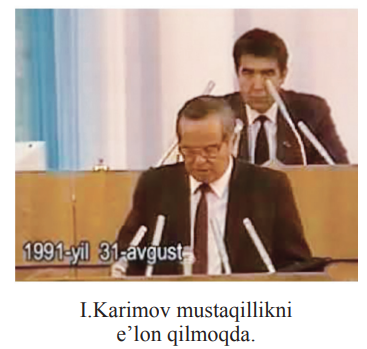 1991-yil 31-avgust
I.Karimov mustaqillikni
e’lon qilmoqda.